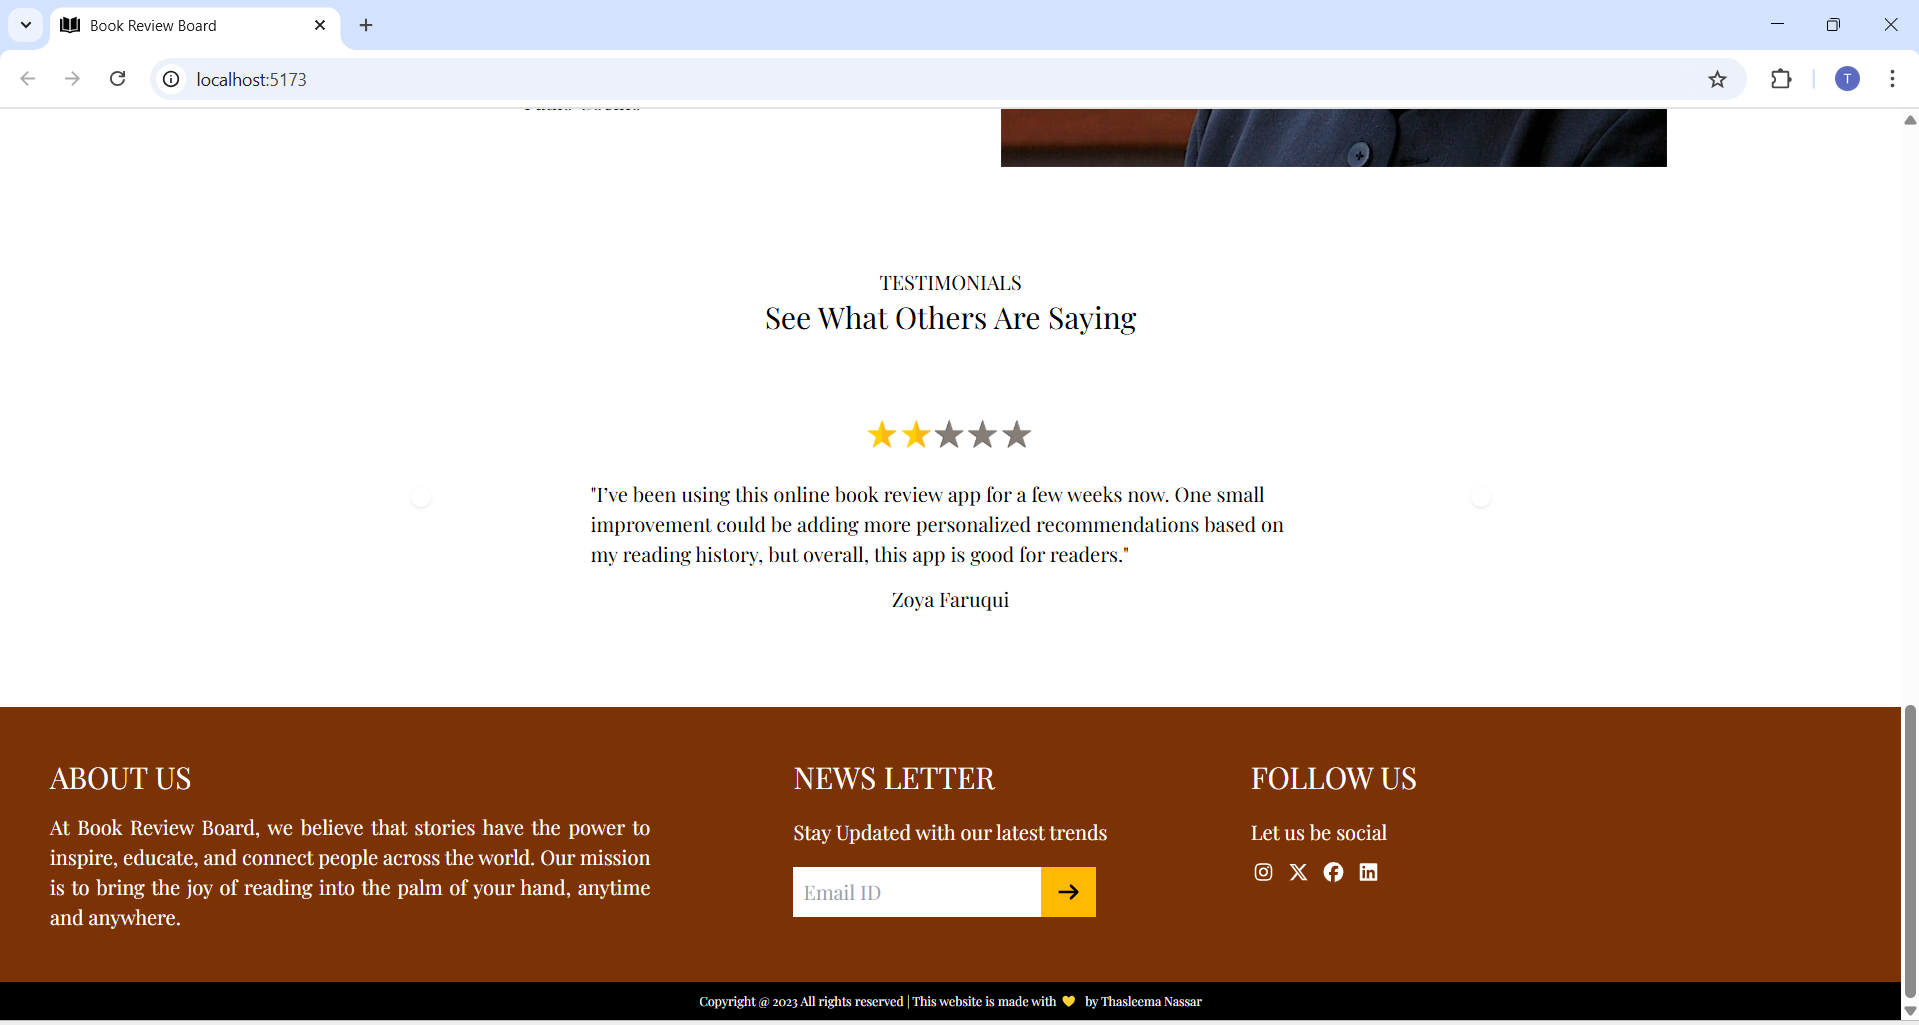 Book Review Board
localhost:5173
T
TESTIMONIALS
See What Others Are Saying
"I’ve been using this online book review app for a few weeks now. One small
improvement could be adding more personalized recommendations based on
my reading history, but overall, this app is good for readers."
Zoya Faruqui
ABOUT US
At Book Review Board, we believe that stories have the power to
inspire, educate, and connect people across the world. Our mission
is to bring the joy of reading into the palm of your hand, anytime
and anywhere.
NEWS LETTER
Stay Updated with our latest trends
Email ID
FOLLOW US
Let us be social
Copyright @ 2023 All rights reserved | This website is made with 💛 by Thasleema Nassar